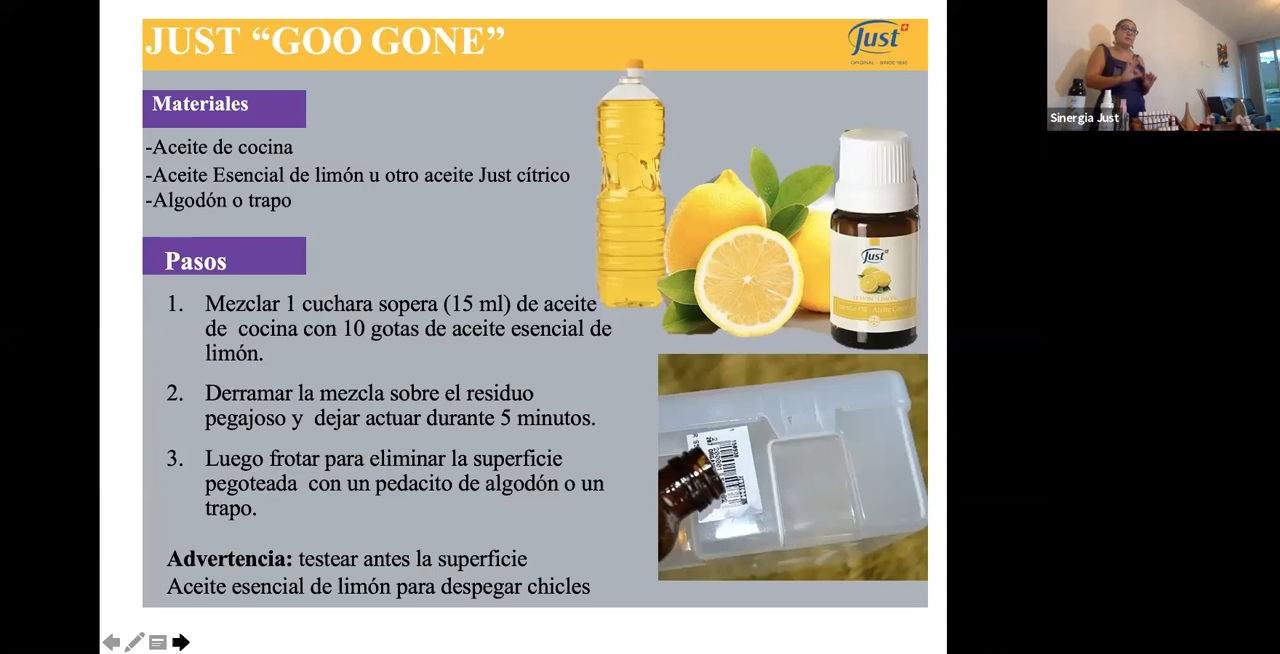 JUST “GOO GONE”
Just
ORIGINAL - SINCE 1930
Materiales
-Aceite de cocina
-Aceite Esencial de limón u otro aceite Just cítrico
-Algodón o trapo
Pasos
1. Mezclar 1 cuchara sopera (15 ml) de aceite
de cocina con 10 gotas de aceite esencial de
limón.
2. Derramar la mezcla sobre el residuo
pegajoso y dejar actuar durante 5 minutos.
3. Luego frotar para eliminar la superficie
pegoteada con un pedacito de algodón o un
trapo.
Advertencia: testear antes la superficie
Aceite esencial de limón para despegar chicles
Just
Sinergia Just